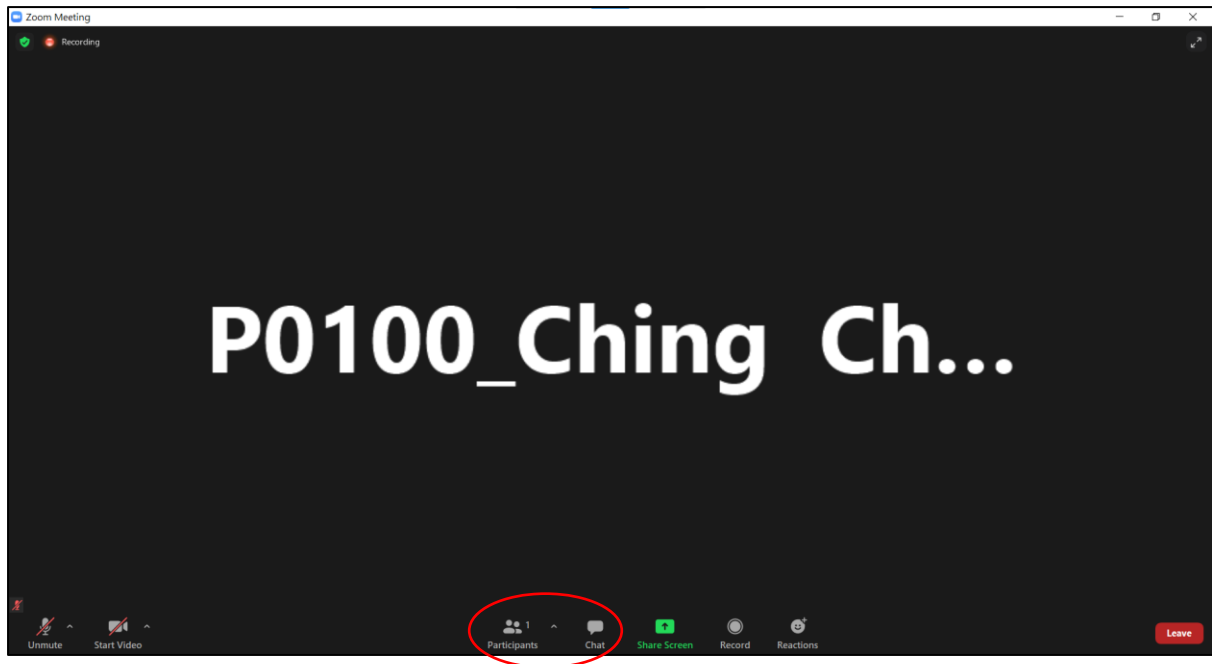 Zoom Meeting
Recording
P0100_Ching Ch...
1
Unmute
Start Video
Participants
Chat
Share Screen
Record
Reactions
Leave